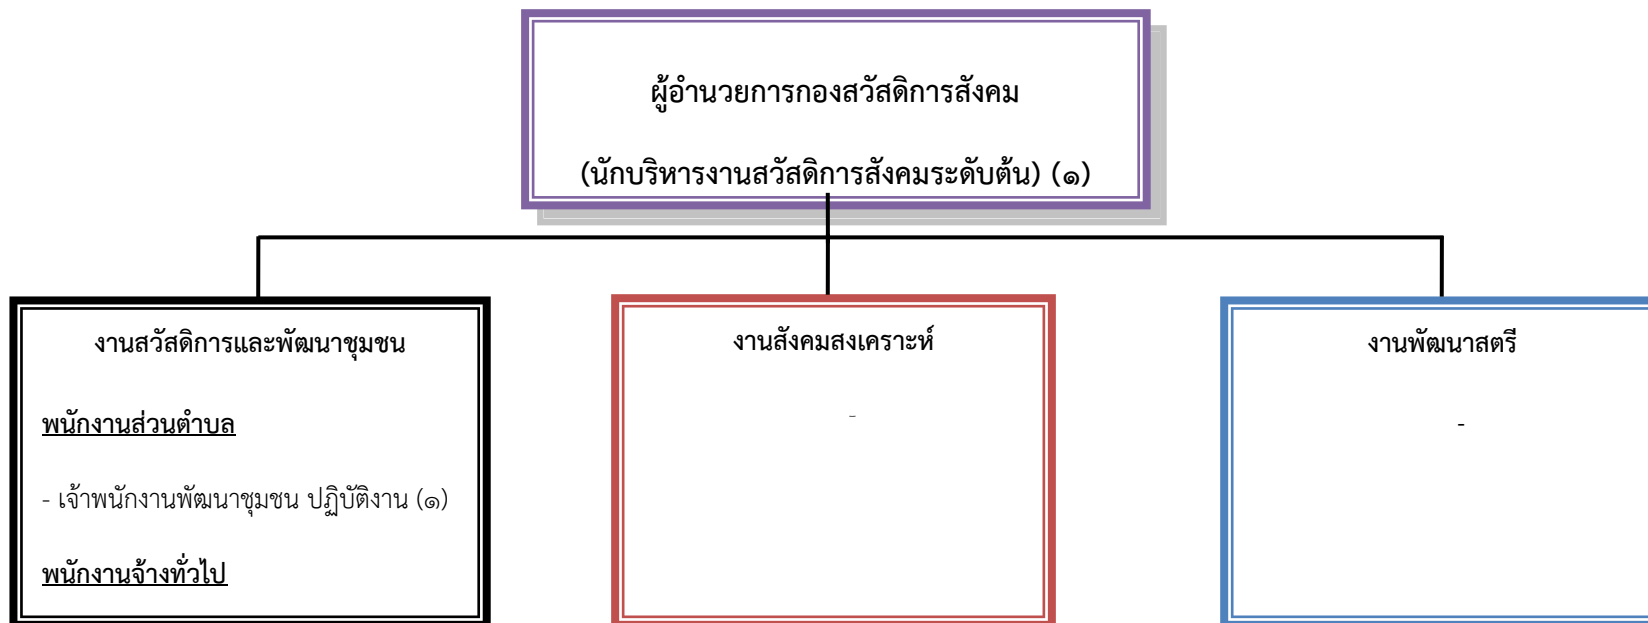 ผู้อำนวยการกองสวัสดิการสังคม
(นักบริหารงานสวัสดิการสังคมระดับต้น) (๑)
งานสวัสดิการและพัฒนาชุมชน
พนักงานส่วนตำบล
- เจ้าพนักงานพัฒนาชุมชน ปฏิบัติงาน (๑)
พนักงานจ้างทั่วไป
งานสังคมสงเคราะห์
-
งานพัฒนาสตรี
-